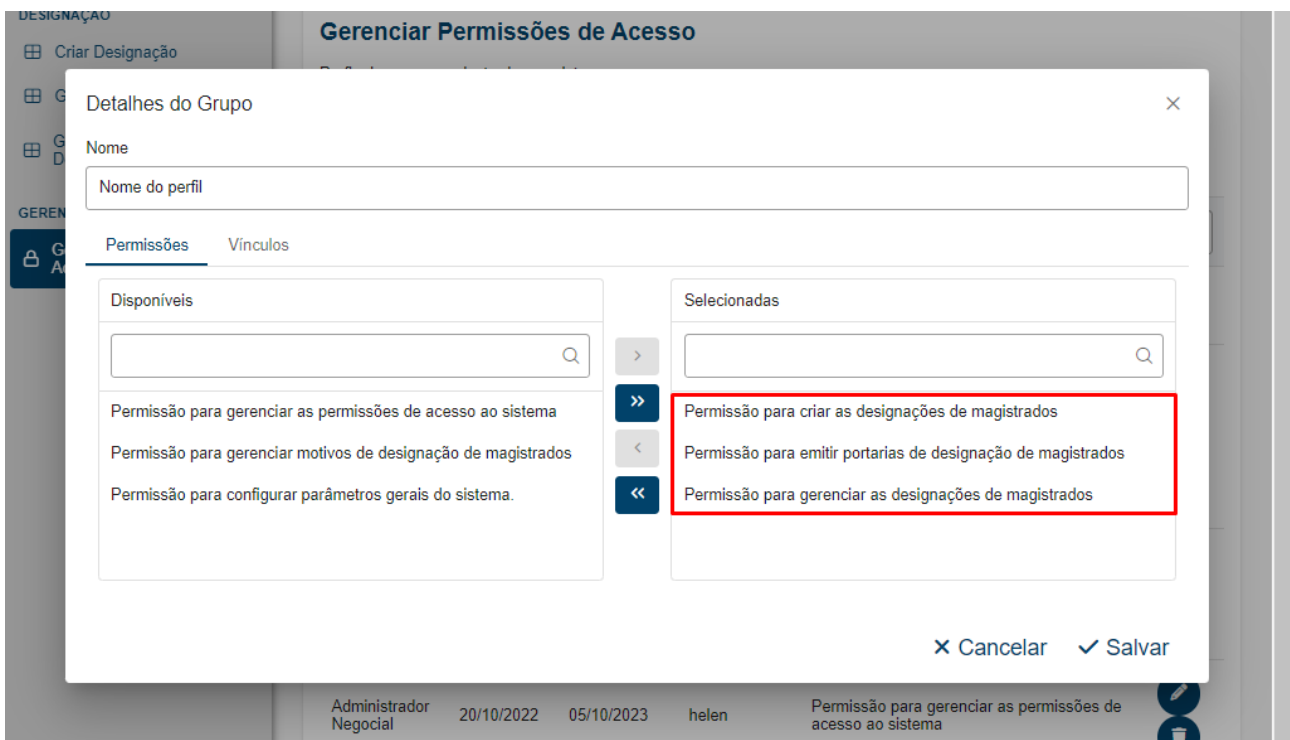 DESIGNAÇÃO
Criar Designação
Gerenciar Permissões de Acesso
G
G
D
GEREN
G
A
Detalhes do Grupo
Nome
Nome do perfil
Permissões
Vínculos
Disponíveis
Selecionadas
Permissão para gerenciar as permissões de acesso ao sistema
Permissão para gerenciar motivos de designação de magistrados
Permissão para configurar parâmetros gerais do sistema.
Permissão para criar as designações de magistrados
Permissão para emitir portarias de designação de magistrados
Permissão para gerenciar as designações de magistrados
Cancelar
Salvar
Administrador
Negocial
20/10/2022
05/10/2023
helen
Permissão para gerenciar as permissões de
acesso ao sistema